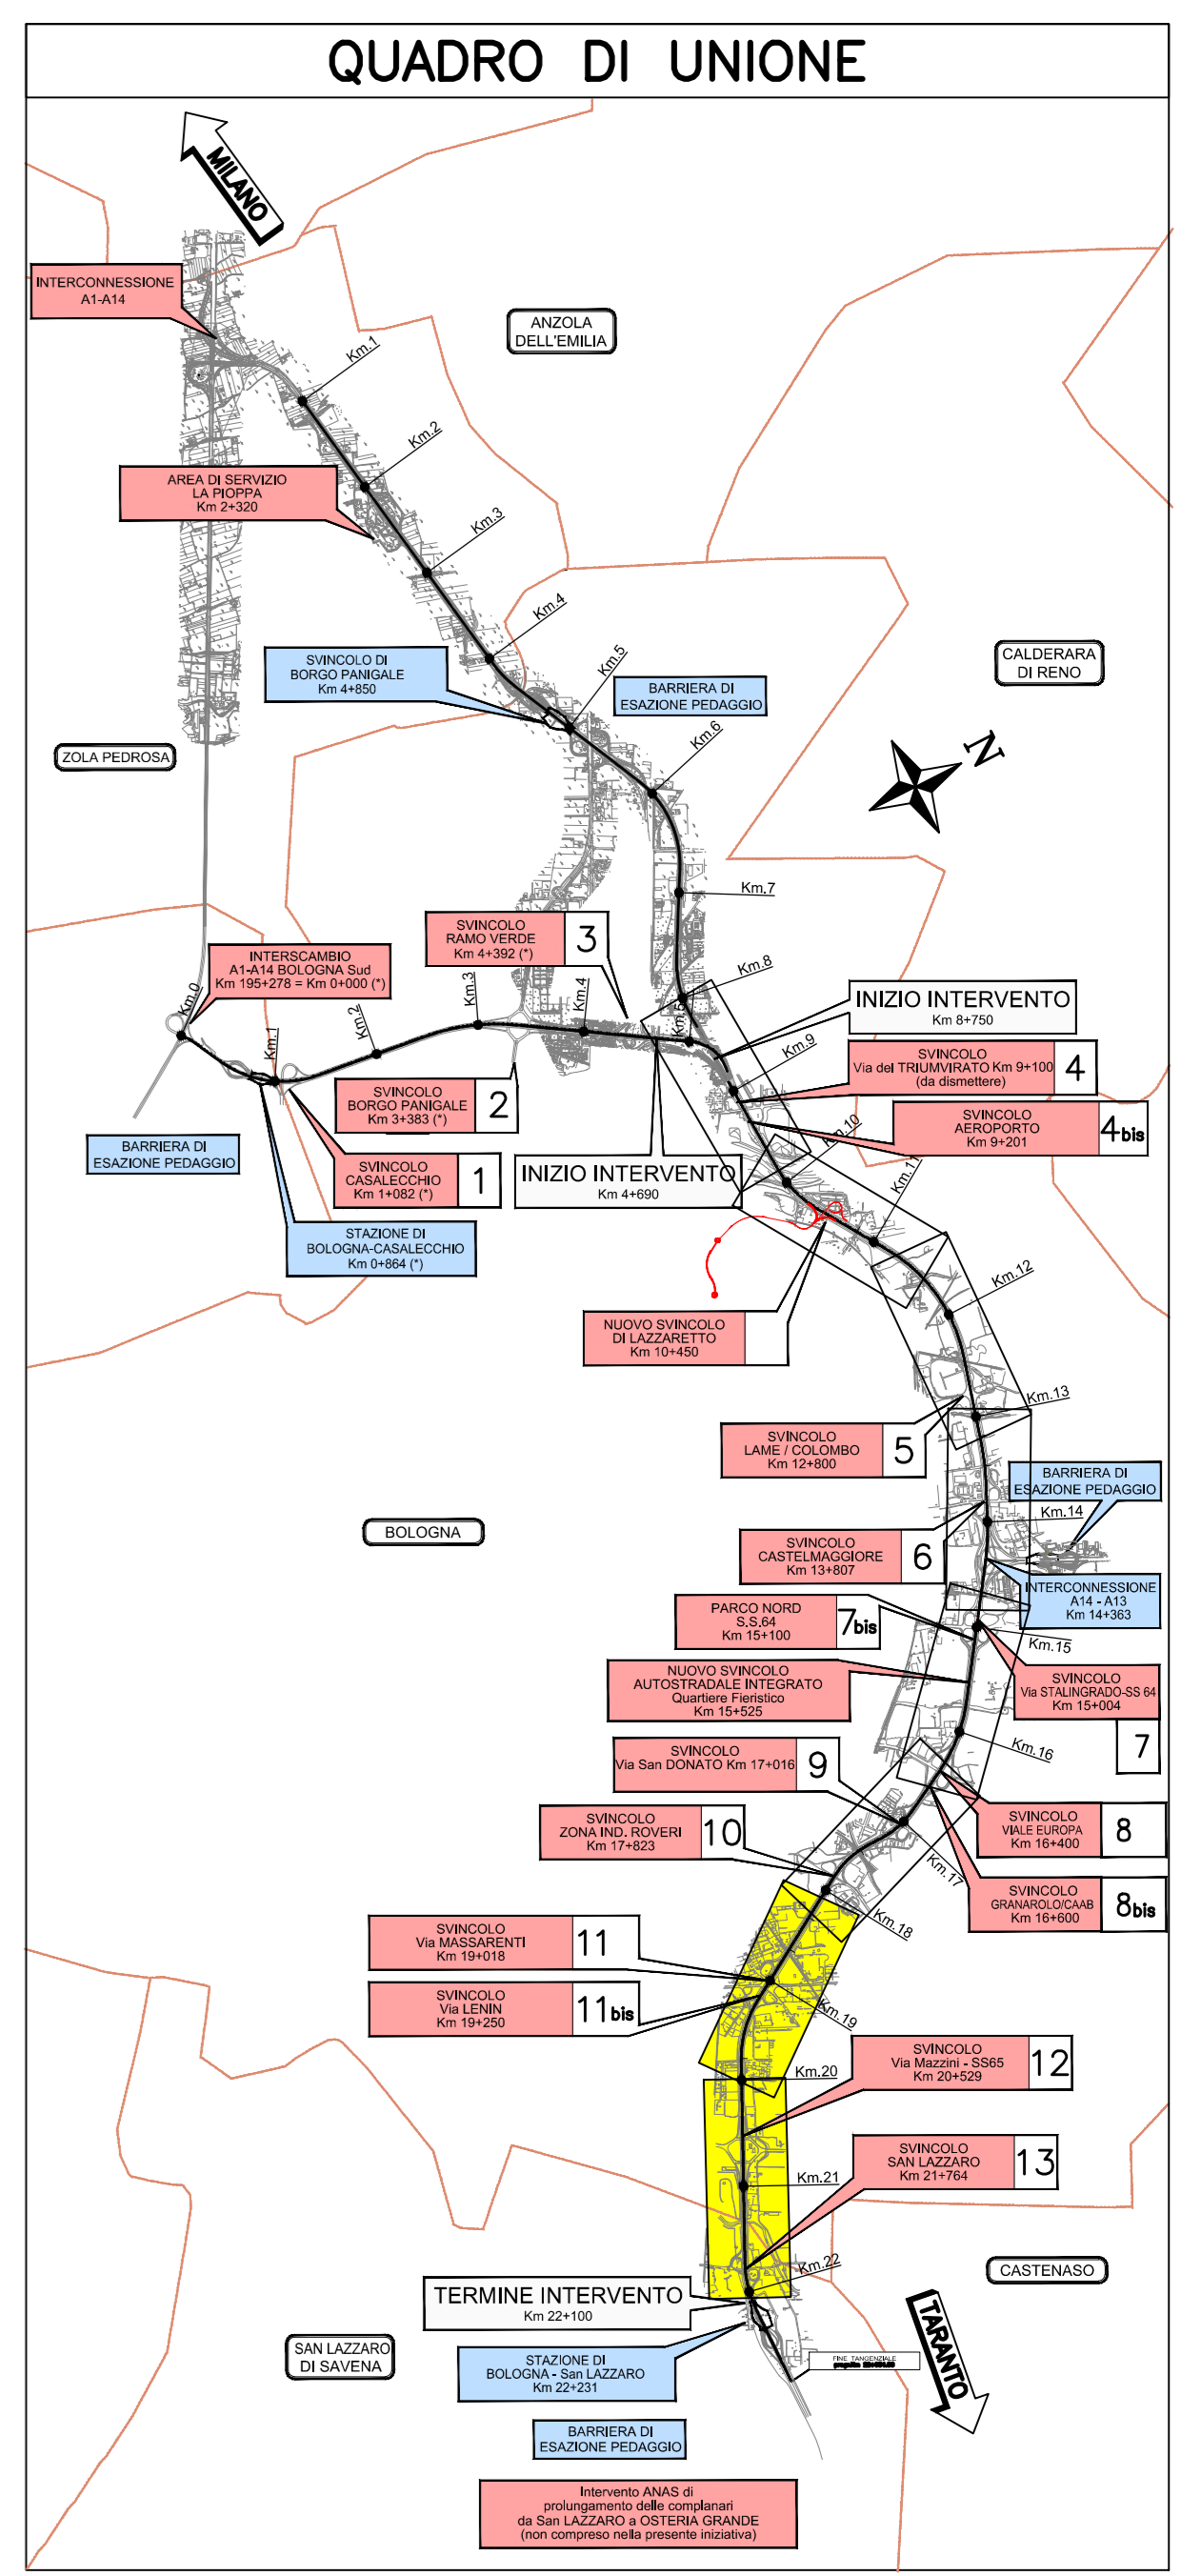 QUADRO DI UNIONE
MILANO
INTERCONNESSIONE
A1-A14
ANZOLA
DELL'EMILIA
Km.1
Km.2
AREA DI SERVIZIO
LA PIOPPA
Km 2+320
Km.3
Km.4
SVINCOLO DI
BORGO PANIGALE
Km 4+850
Km.5
BARRIERA DI
ESAZIONE PEDAGGIO
CALDERARA
DI RENO
Km.6
N
ZOLA PEDROSA
Km.7
SVINCOLO
RAMO VERDE
Km 4+392 (*)
3
INTERSCAMBIO
A1-A14 BOLOGNA Sud
Km 195+278 = Km 0+000 (*)
Km.0
Km.1
Km.2
Km.3
Km.4
Km.5
Km.8
INIZIO INTERVENTO
Km 8+750
Km.9
SVINCOLO
Via del TRIUMVIRATO Km 9+100
(da dismettere)
4
SVINCOLO
BORGO PANIGALE
Km 3+383 (*)
2
SVINCOLO
AEROPORTO
Km 9+201
4bis
Km.10
BARRIERA DI
ESAZIONE PEDAGGIO
SVINCOLO
CASALECCHIO
Km 1+082 (*)
1
INIZIO INTERVENTO
Km 4+690
Km.11
STAZIONE DI
BOLOGNA-CASALECCHIO
Km 0+864 (*)
Km.12
NUOVO SVINCOLO
DI LAZZARETTO
Km 10+450
Km.13
SVINCOLO
LAME / COLOMBO
Km 12+800
5
BARRIERA DI
ESAZIONE PEDAGGIO
Km.14
BOLOGNA
SVINCOLO
CASTELMAGGIORE
Km 13+807
6
INTERCONNESSIONE
A14 - A13
Km 14+363
PARCO NORD
S.S.64
Km 15+100
7bis
Km.15
NUOVO SVINCOLO
AUTOSTRADALE INTEGRATO
Quartiere Fieristico
Km 15+525
SVINCOLO
Via STALINGRADO-SS 64
Km 15+004
7
Km.16
SVINCOLO
Via San DONATO Km 17+016
9
SVINCOLO
ZONA IND. ROVERI
Km 17+823
10
SVINCOLO
VIALE EUROPA
Km 16+400
8
Km.17
SVINCOLO
GRANAROLO/CAAB
Km 16+600
8bis
Km.18
SVINCOLO
Via MASSARENTI
Km 19+018
11
SVINCOLO
Via LENIN
Km 19+250
11bis
Km.19
SVINCOLO
Via Mazzini - SS65
Km 20+529
12
Km.20
SVINCOLO
SAN LAZZARO
Km 21+764
13
Km.21
Km.22
CASTENASO
TERMINE INTERVENTO
Km 22+100
SAN LAZZARO
DI SAVENA
STAZIONE DI
BOLOGNA - San LAZZARO
Km 22+231
FINE TANGENZIALE
TARANTO
BARRIERA DI
ESAZIONE PEDAGGIO
Intervento ANAS di
prolungamento delle complanari
da San LAZZARO a OSTERIA GRANDE
(non compreso nella presente iniziativa)